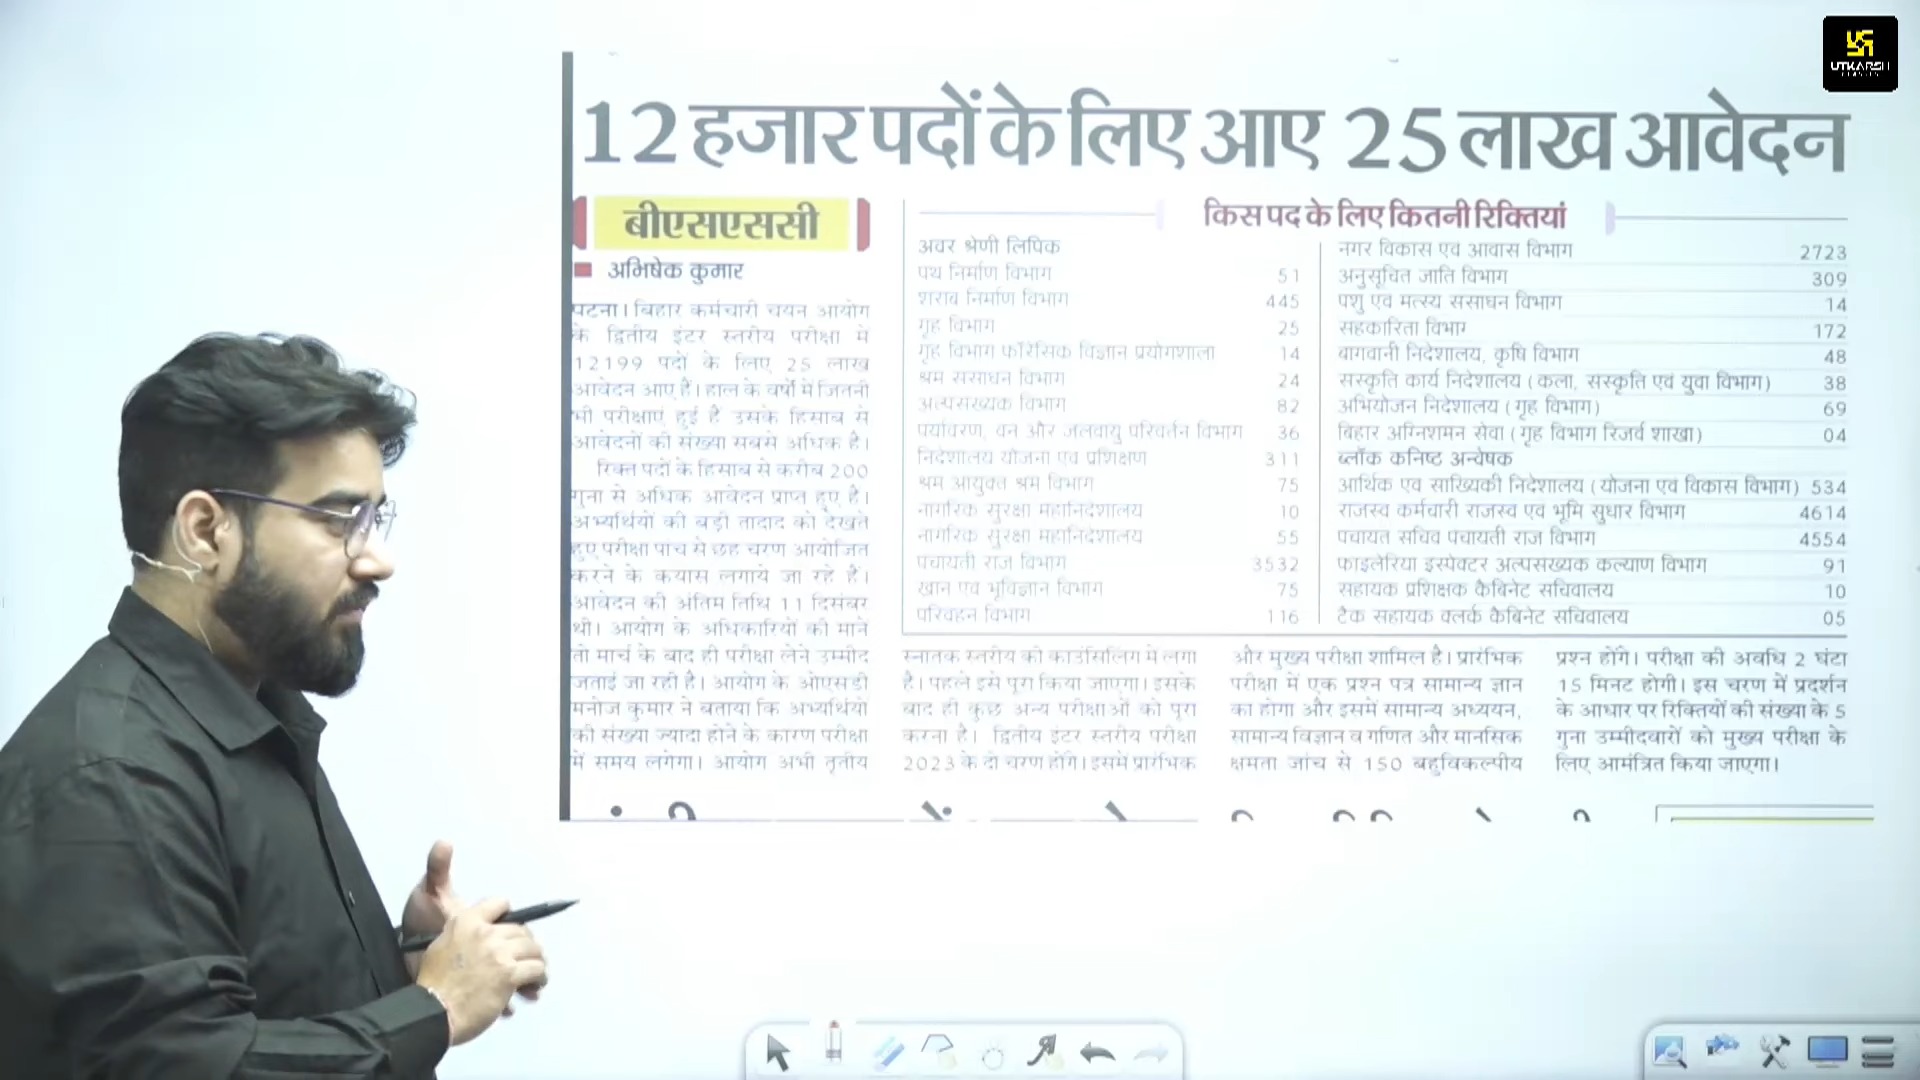 UTKARSH
CLASSES
12 हजार पदों के लिए आए 25 लाख आवेदन
बीएसएससी
अभिषेक कुमार
पटना। बिहार कर्मचारी चयन आयोग
के द्वितीय इंटर स्तरीय परीक्षा में
12199 पदों के लिए 25 लाख
आवेदन आए हैं। हाल के वर्षों में जितनी
भी परीक्षाएं हुई हैं उसके हिसाब से
आवेदनों की संख्या सबसे अधिक है।
रिक्त पदों के हिसाब से करीब 200
गुना से अधिक आवेदन प्राप्त हुए हैं।
अभ्यर्थियों की बड़ी तादाद को देखते
हुए परीक्षा पांच से छह चरण आयोजित
करने के कयास लगाये जा रहे हैं।
आवेदन की अंतिम तिथि 11 दिसंबर
थी। आयोग के अधिकारियों की मानें
तो मार्च के बाद ही परीक्षा लेने उम्मीद
जताई जा रही है। आयोग के ओएसडी
मनोज कुमार ने बताया कि अभ्यर्थियों
की संख्या ज्यादा होने के कारण परीक्षा
में समय लगेगा। आयोग अभी तृतीय
किस पद के लिए कितनी रिक्तियां
अवर श्रेणी लिपिक
पथ निर्माण विभाग 51
शराब निर्माण विभाग 445
गृह विभाग 25
गृह विभाग फॉरेंसिक विज्ञान प्रयोगशाला 14
श्रम संसाधन विभाग 24
अल्पसंख्यक विभाग 82
पर्यावरण, वन और जलवायु परिवर्तन विभाग 36
निदेशालय योजना एवं प्रशिक्षण 311
श्रम आयुक्त श्रम विभाग 75
नागरिक सुरक्षा महानिदेशालय 10
नागरिक सुरक्षा महानिदेशालय 55
पंचायती राज विभाग 3532
खान एवं भूविज्ञान विभाग 75
परिवहन विभाग 116
नगर विकास एवं आवास विभाग 2723
अनुसूचित जाति विभाग 309
पशु एवं मत्स्य संसाधन विभाग 14
सहकारिता विभाग 172
बागवानी निदेशालय, कृषि विभाग 48
संस्कृति कार्य निदेशालय (कला, संस्कृति एवं युवा विभाग) 38
अभियोजन निदेशालय (गृह विभाग) 69
बिहार अग्निशमन सेवा (गृह विभाग रिजर्व शाखा) 04
ब्लॉक कनिष्ट अन्वेषक
आर्थिक एवं सांख्यिकी निदेशालय (योजना एवं विकास विभाग) 534
राजस्व कर्मचारी राजस्व एवं भूमि सुधार विभाग 4614
पंचायत सचिव पंचायती राज विभाग 4554
फाइलेरिया इंस्पेक्टर अल्पसंख्यक कल्याण विभाग 91
सहायक प्रशिक्षक कैबिनेट सचिवालय 10
टैंक सहायक क्लर्क कैबिनेट सचिवालय 05
स्नातक स्तरीय की काउंसिलिंग में लगा
है। पहले इसे पूरा किया जाएगा। इसके
बाद ही कुछ अन्य परीक्षाओं को पूरा
करना है। द्वितीय इंटर स्तरीय परीक्षा
2023 के दो चरण होंगे। इसमें प्रारंभिक
और मुख्य परीक्षा शामिल है। प्रारंभिक
परीक्षा में एक प्रश्न पत्र सामान्य ज्ञान
का होगा और इसमें सामान्य अध्ययन,
सामान्य विज्ञान व गणित और मानसिक
क्षमता जांच से 150 बहुविकल्पीय
प्रश्न होंगे। परीक्षा की अवधि 2 घंटा
15 मिनट होगी। इस चरण में प्रदर्शन
के आधार पर रिक्तियों की संख्या के 5
गुना उम्मीदवारों को मुख्य परीक्षा के
लिए आमंत्रित किया जाएगा।